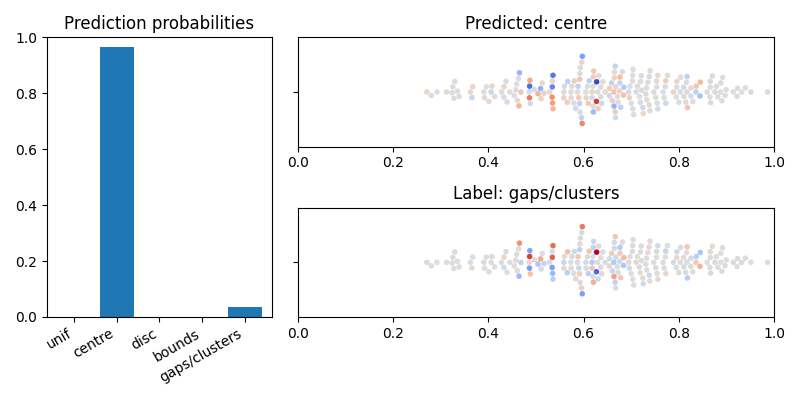 Prediction probabilities
1.0
0.8
0.6
0.4
0.2
0.0
unif
centre
disc
bounds
gaps/clusters
Predicted: centre
0.0 0.2 0.4 0.6 0.8 1.0
Label: gaps/clusters
0.0 0.2 0.4 0.6 0.8 1.0